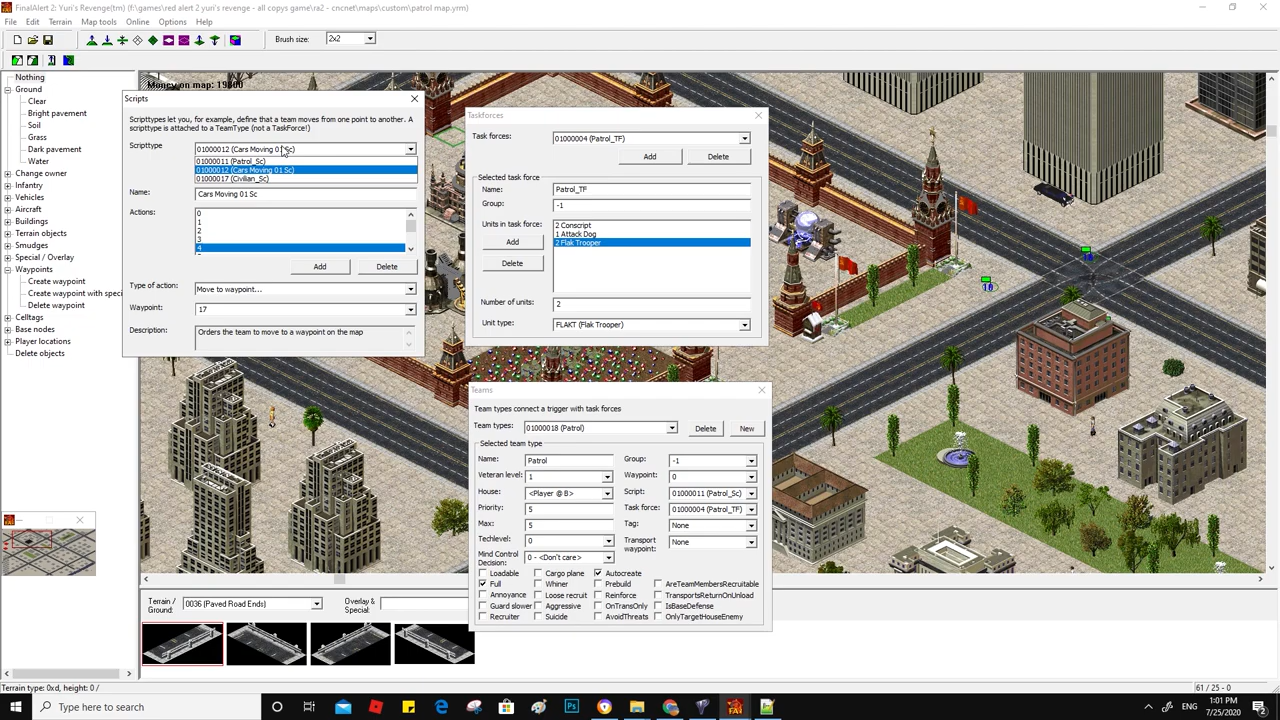 FinalAlert 2: Yuri's Revenge(tm) (f:\games\red alert 2 yuri's revenge - all copys game\ra2 - cncnet\maps\custom\patrol map.yrm)
File Edit Terrain Map tools Online Options Help
Brush size: 2x2
Nothing
Ground
Clear
Bright pavement
Soil
Grass
Dark pavement
Water
Change owner
Infantry
Vehicles
Aircraft
Buildings
Terrain objects
Smudges
Special / Overlay
Waypoints
Create waypoint
Create waypoint with speci
Delete waypoint
Celltags
Base nodes
Player locations
Delete objects
Money on map:
Scripts
Scripttypes let you, for example, define that a team moves from one point to another. A
scripttype is attached to a TeamType (not a TaskForce!)
Scripttype 01000012 (Cars Moving 01 Sc)
01000011 (Patrol_Sc)
01000012 (Cars Moving 01 Sc)
01000017 (Civilian_Sc)
Name: Cars Moving 01 Sc
Actions: 0
1
2
3
4
Add Delete
Type of action: Move to waypoint...
Waypoint: 17
Description: Orders the team to move to a waypoint on the map
Taskforces
Task forces: 01000004 (Patrol_TF)
Add Delete
Selected task force
Name: Patrol_TF
Group: -1
Units in task force: 2 Conscript
1 Attack Dog
2 Flak Trooper
Add
Delete
Number of units: 2
Unit type: FLAKT (Flak Trooper)
10
10
Teams
Team types connect a trigger with task forces
Team types: 01000018 (Patrol) Delete New
Selected team type
Name: Patrol Group: -1
Veteran level: 1 Waypoint: 0
House: <Player @ B> Script: 01000011 (Patrol_Sc)
Priority: 5 Task force: 01000004 (Patrol_TF)
Max: 5 Tag: None
Techlevel: 0 Transport waypoint: None
Mind Control Decision: 0 - <Don't care>
Loadable Cargo plane Autocreate
Full Whiner Prebuild AreTeamMembersRecruitable
Annoyance Loose recruit Reinforce TransportsReturnOnUnload
Guard slower Aggressive OnTransOnly IsBaseDefense
Recruiter Suicide AvoidThreats OnlyTargetHouseEnemy
Terrain / Ground: 0036 (Paved Road Ends) Overlay & Special:
Terrain type: 0xd, height: 0 / 61 / 25 - 0
Type here to search
ENG
1:01 PM
7/25/2020